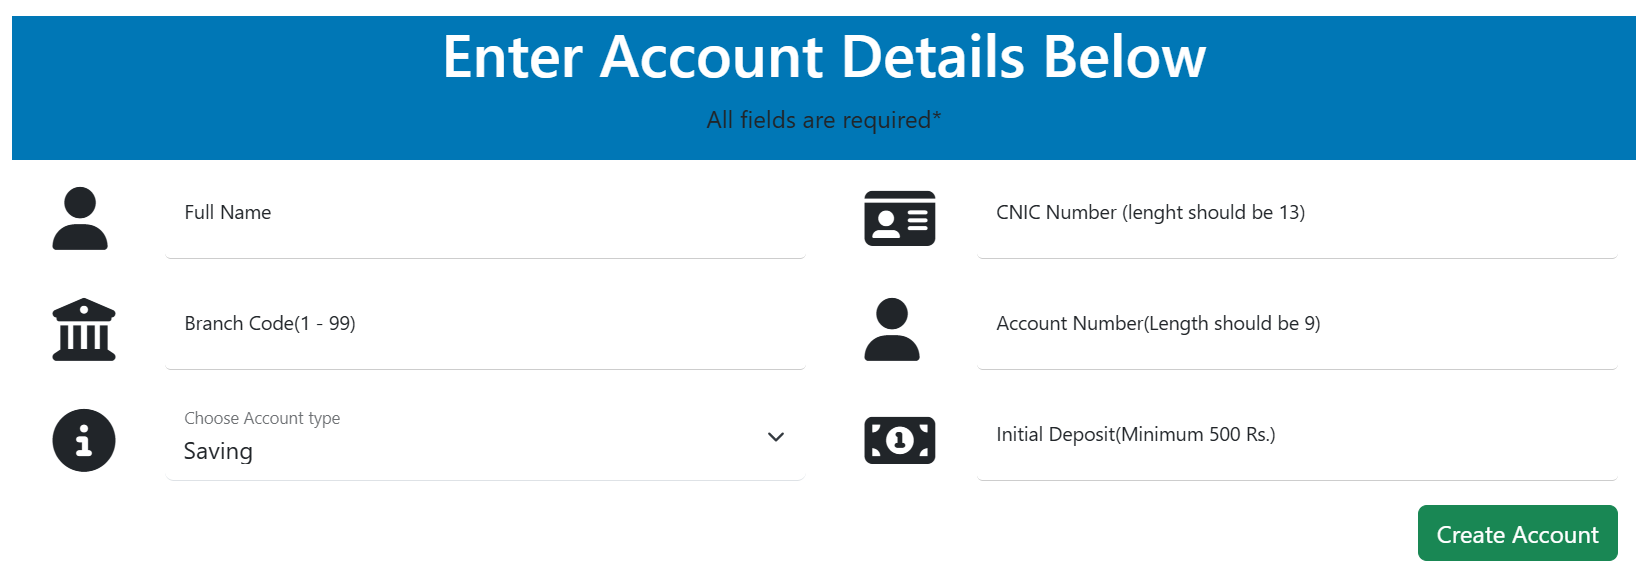 Enter Account Details Below
All fields are required*
Full Name
CNIC Number (lenght should be 13)
Branch Code(1 - 99)
Account Number(Length should be 9)
Choose Account type
Saving
Initial Deposit(Minimum 500 Rs.)
Create Account